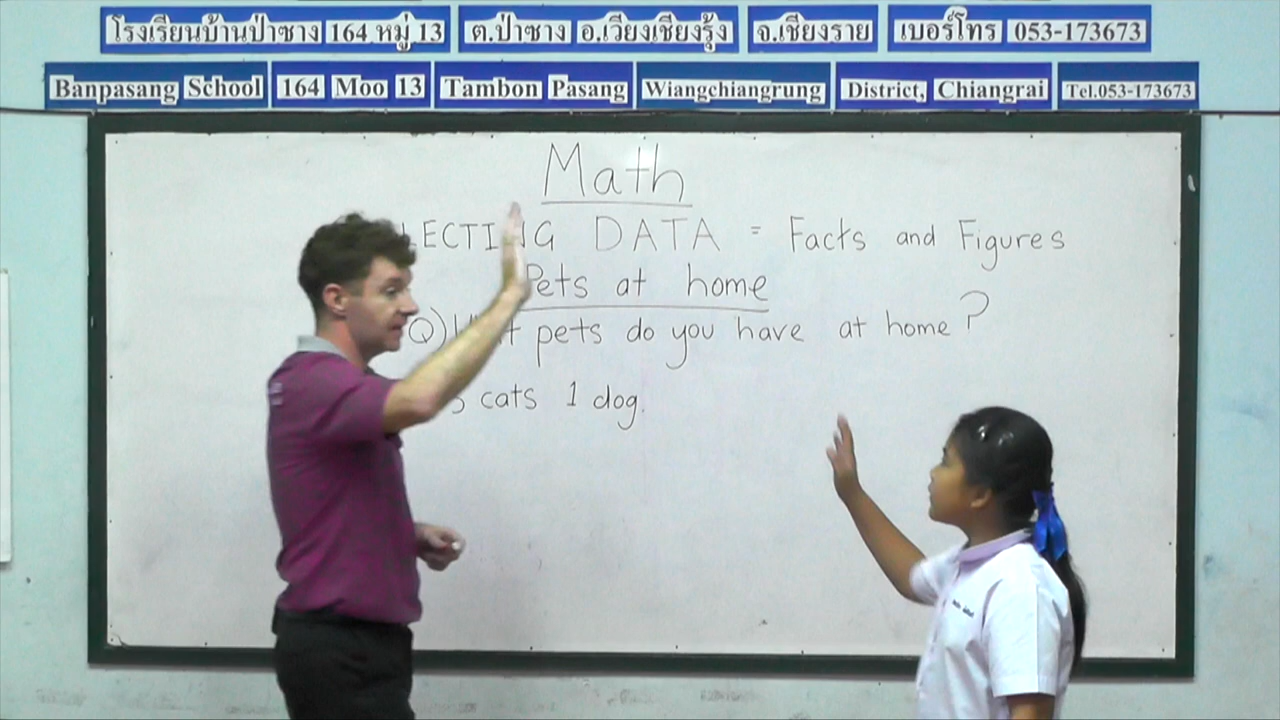 โรงเรียนบ้านป่าซาง 164 หมู่ 13 ต.ป่าซาง อ.เวียงเชียงรุ้ง จ.เชียงราย เบอร์โทร 053-173673
Banpasang School 164 Moo 13 Tambon Pasang Wiangchiangrung District, Chiangrai Tel.053-173673
Math
DATA = Facts and Figures
Pets at home
Q) pets do you have at home?
cats 1 dog.